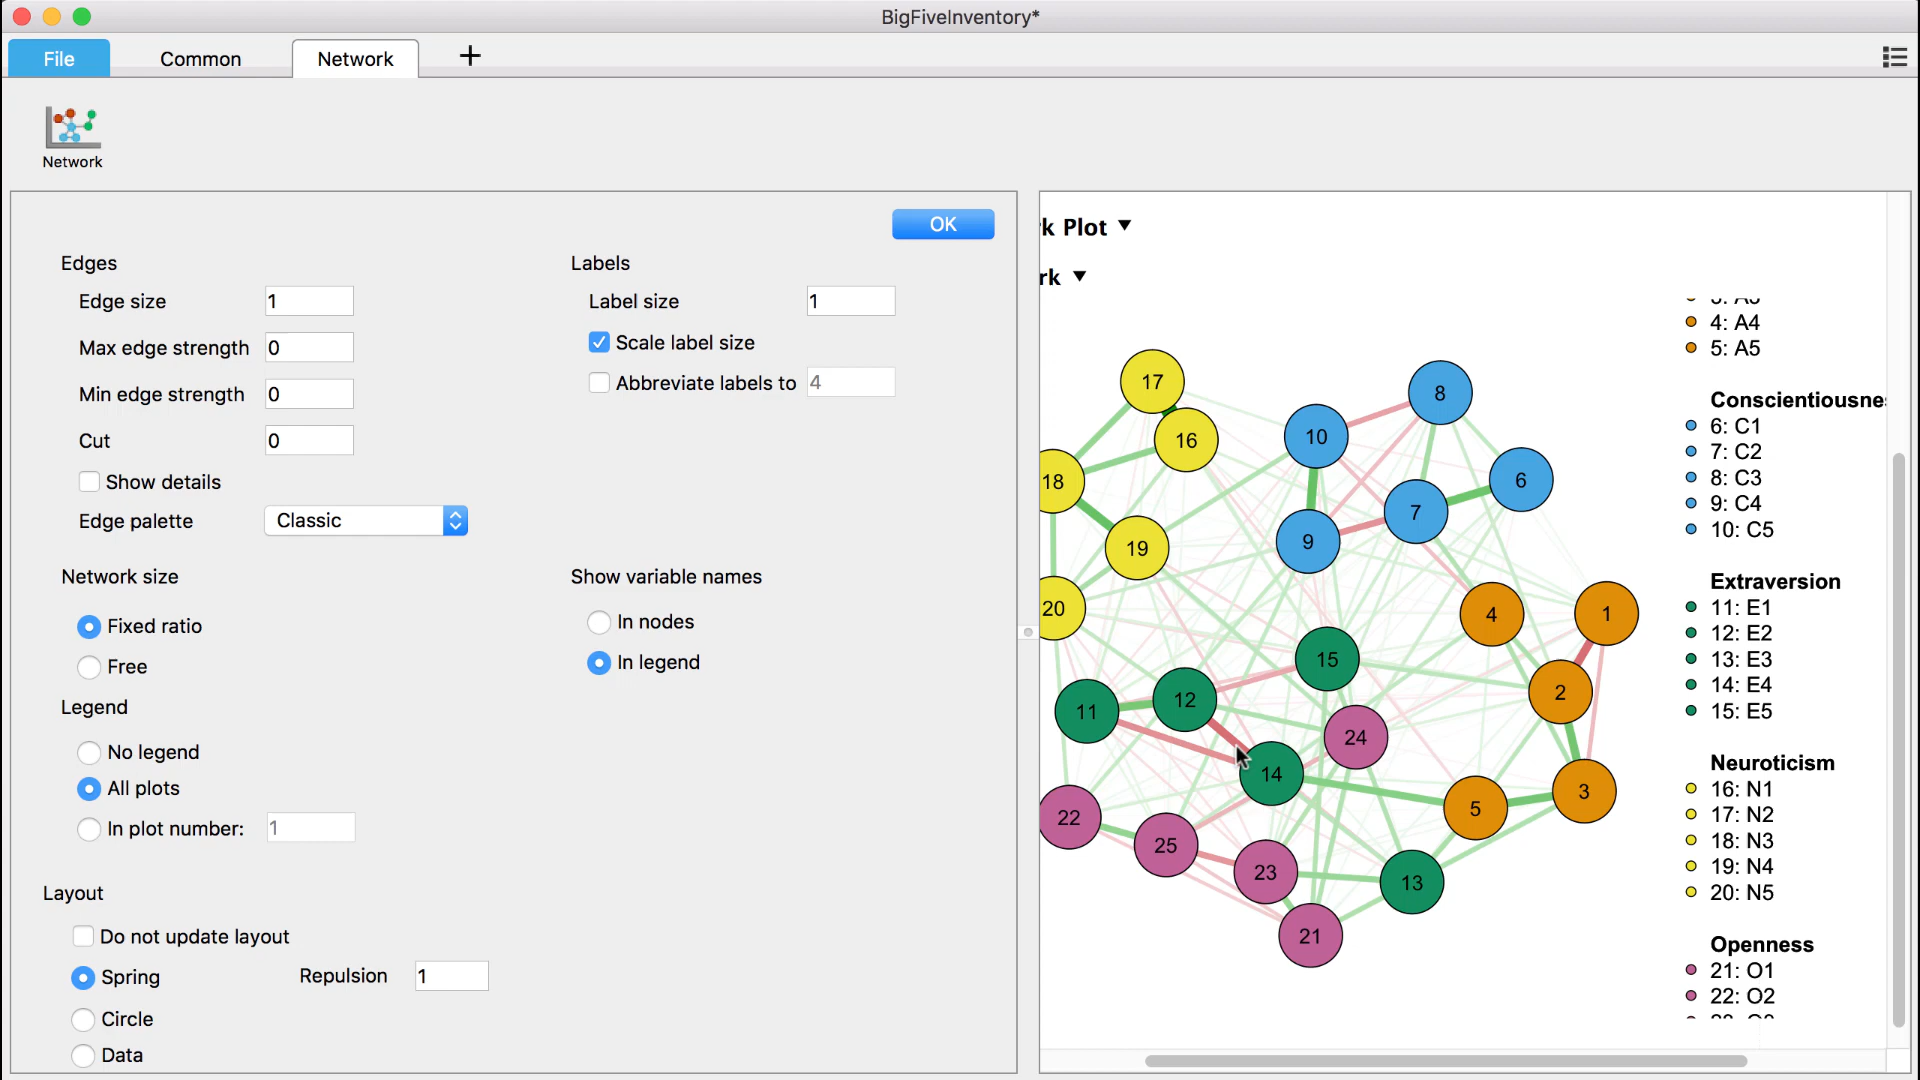 BigFiveInventory*
File
Common
Network
+
Network
OK
Edges
Edge size
1
Max edge strength
0
Min edge strength
0
Cut
0
Show details
Edge palette
Classic
Labels
Label size
1
Scale label size
Abbreviate labels to
4
Network size
Fixed ratio
Free
Show variable names
In nodes
In legend
Legend
No legend
All plots
In plot number:
1
Layout
Do not update layout
Spring
Repulsion
1
Circle
Data
k Plot
rk
17
16
18
19
20
10
8
6
7
9
4
1
2
3
5
15
12
11
14
24
22
25
23
13
21
4: A4
5: A5
Conscientiousne
6: C1
7: C2
8: C3
9: C4
10: C5
Extraversion
11: E1
12: E2
13: E3
14: E4
15: E5
Neuroticism
16: N1
17: N2
18: N3
19: N4
20: N5
Openness
21: O1
22: O2